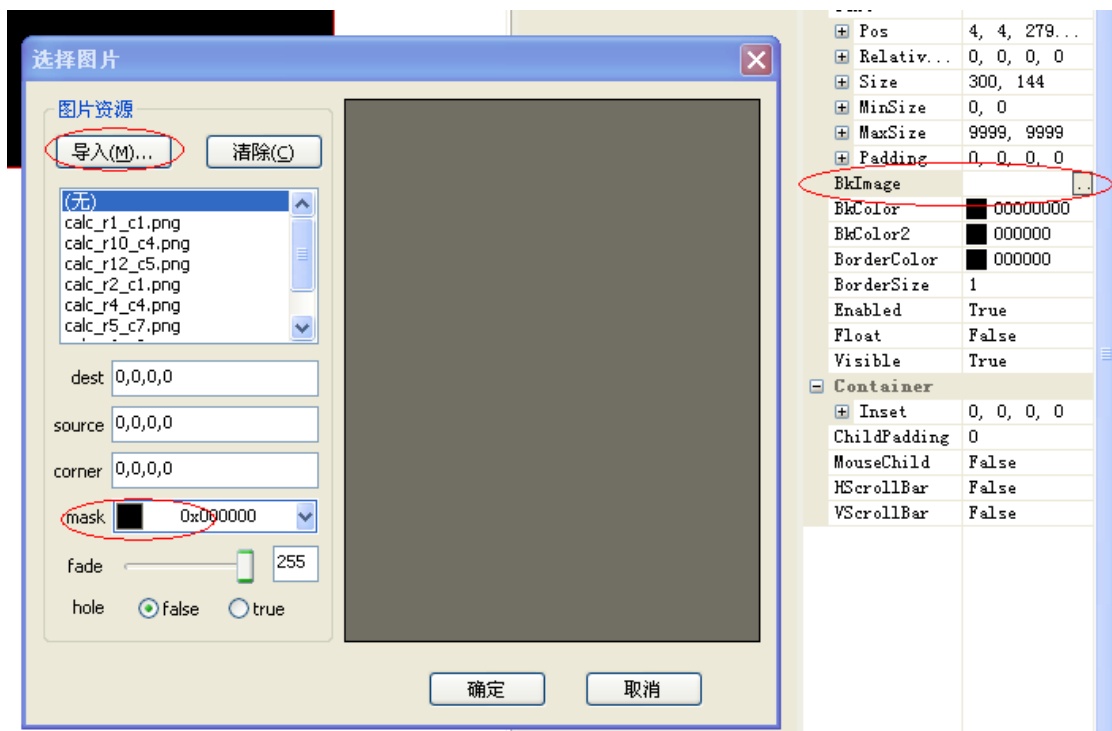 选择图片
图片资源
导入(M)...
清除(C)
(无)
calc_r1_c1.png
calc_r10_c4.png
calc_r12_c5.png
calc_r2_c1.png
calc_r4_c4.png
calc_r5_c7.png
dest 0,0,0,0
source 0,0,0,0
corner 0,0,0,0
mask 0x000000
fade 255
hole false true
确定 取消
Pos 4, 4, 279...
Relativ... 0, 0, 0, 0
Size 300, 144
MinSize 0, 0
MaxSize 9999, 9999
Padding 0, 0, 0, 0
BkImage ..
BkColor 00000000
BkColor2 000000
BorderColor 000000
BorderSize 1
Enabled True
Float False
Visible True
Container
Inset 0, 0, 0, 0
ChildPadding 0
MouseChild False
HScrollBar False
VScrollBar False